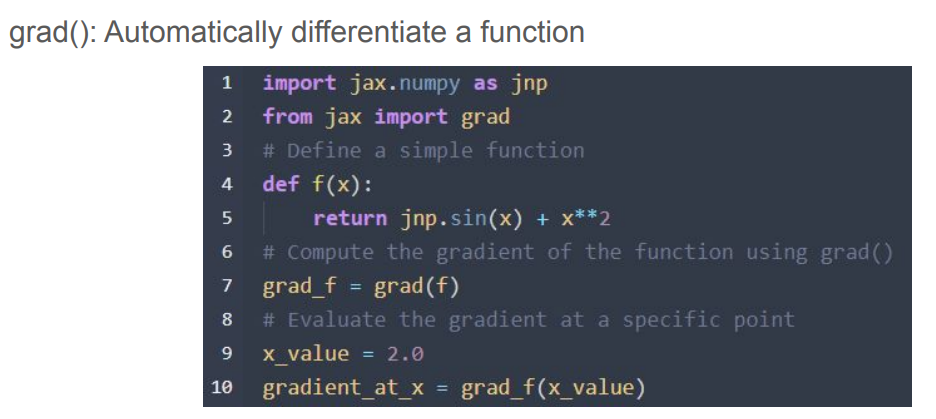 grad(): Automatically differentiate a function
1 import jax.numpy as jnp
2 from jax import grad
3 # Define a simple function
4 def f(x):
5     return jnp.sin(x) + x**2
6 # Compute the gradient of the function using grad()
7 grad_f = grad(f)
8 # Evaluate the gradient at a specific point
9 x_value = 2.0
10 gradient_at_x = grad_f(x_value)